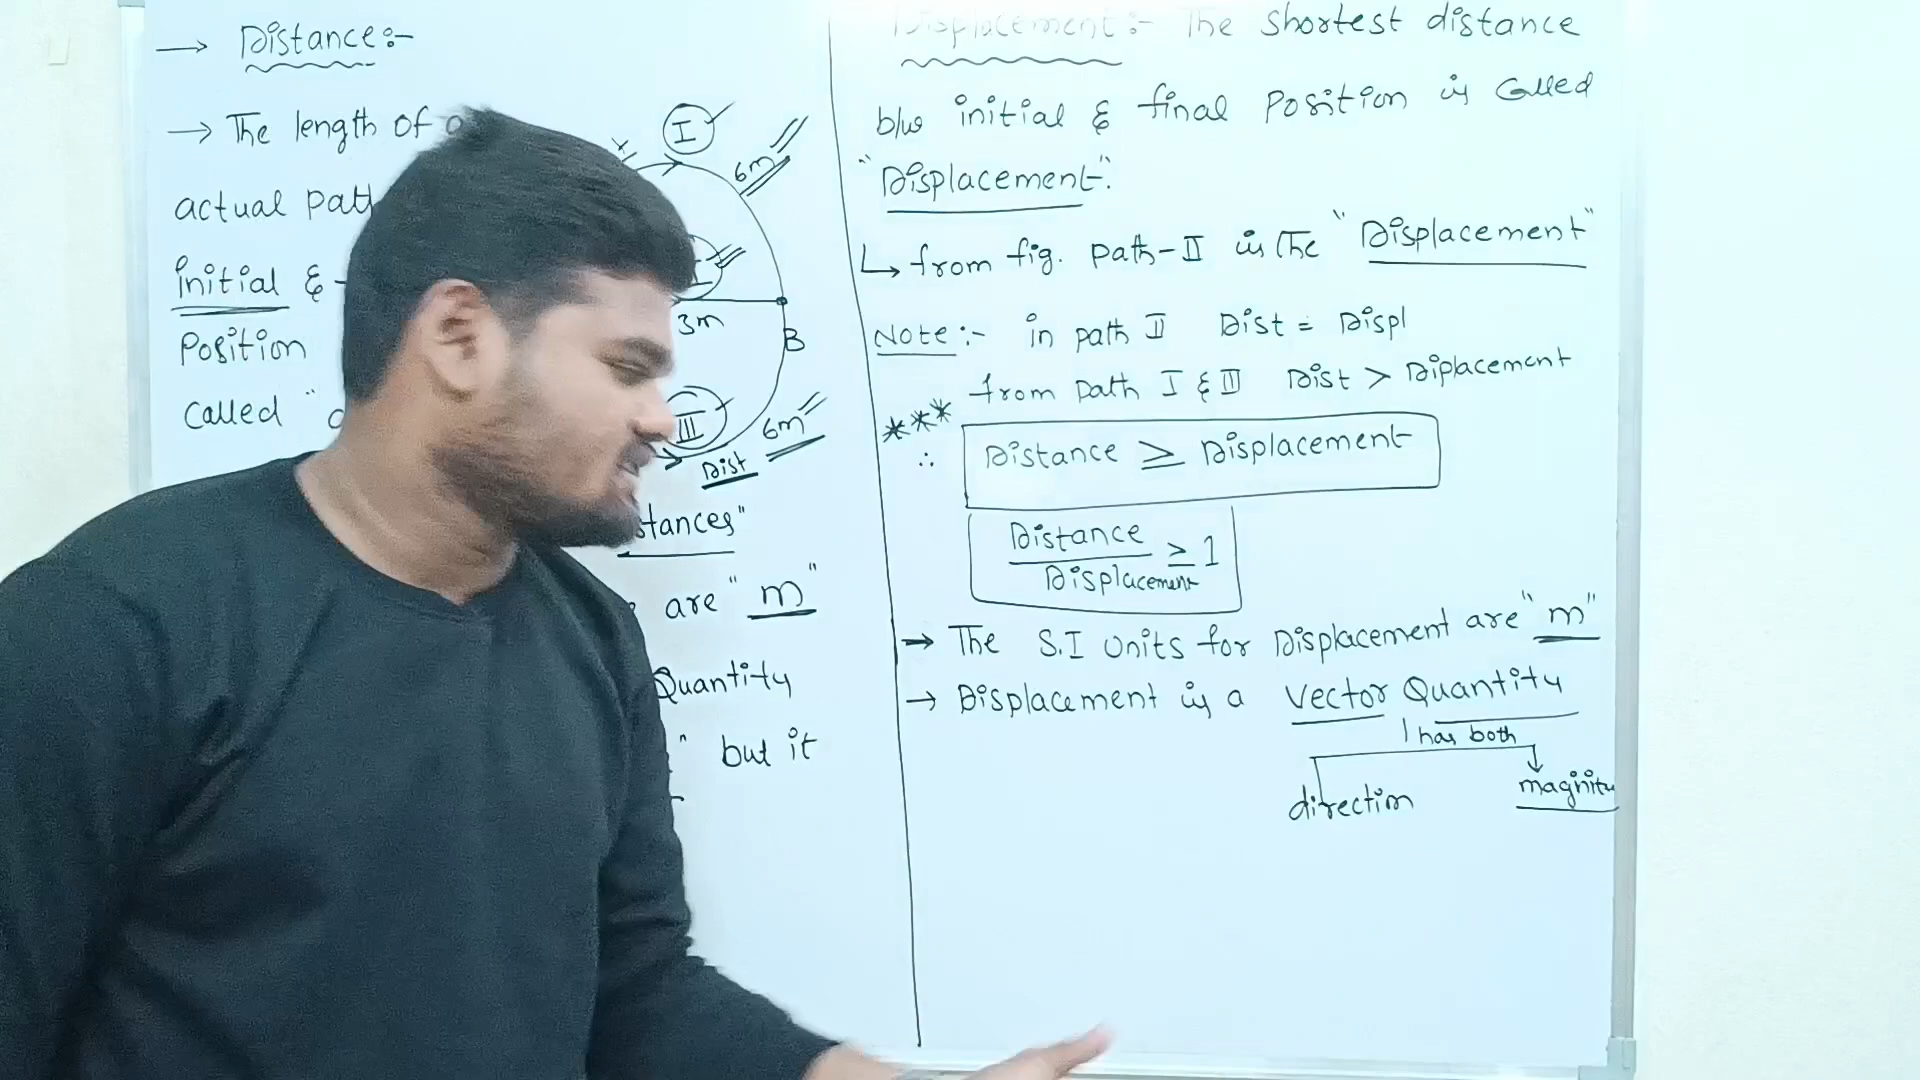 → Distance:-
→ The length of
actual
initial &
Position
called "
I
6m
3m
B
III
6m
Dist
stances"
are "m"
Quantity
" but it
Displacement:- The shortest distance
b/w initial & final Position is Called
"Displacement".
↳ from fig. Path-II is the "Displacement"
Note:- in path II Dist = Displ
from path I & III Dist > Diplacement
***
∴ Distance ≥ Displacement
Distance / Displacement ≥ 1
→ The S.I Units for Displacement are "m"
→ Displacement is a Vector Quantity
has both
direction magnitu